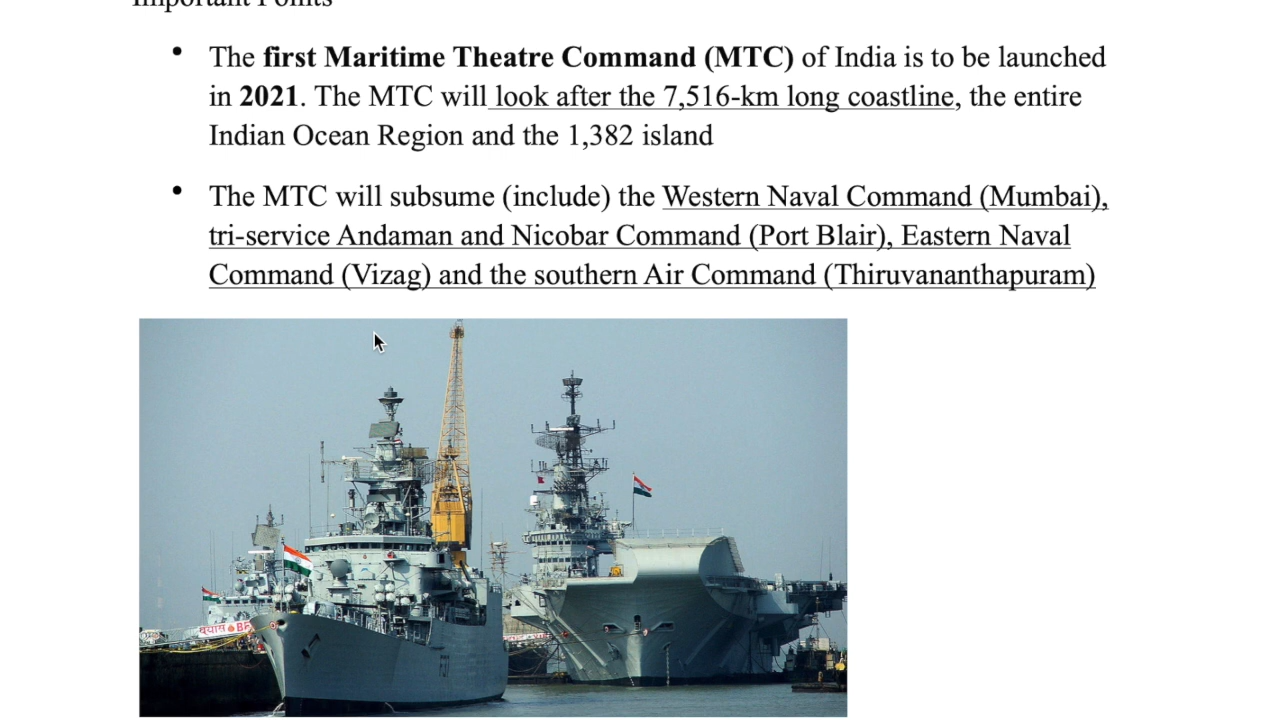 Important Points
• The first Maritime Theatre Command (MTC) of India is to be launched
in 2021. The MTC will look after the 7,516-km long coastline, the entire
Indian Ocean Region and the 1,382 island
• The MTC will subsume (include) the Western Naval Command (Mumbai),
tri-service Andaman and Nicobar Command (Port Blair), Eastern Naval
Command (Vizag) and the southern Air Command (Thiruvananthapuram)